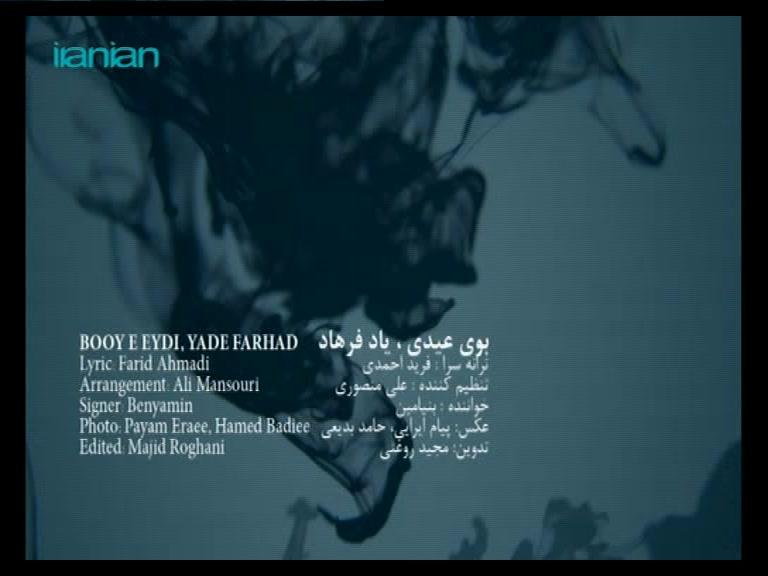 iranian
BOOY E EYDI, YADE FARHAD بوی عیدی ، یاد فرهاد
Lyric: Farid Ahmadi ترانه سرا : فرید احمدی
Arrangement: Ali Mansouri تنظیم کننده : علی منصوری
Signer: Benyamin خواننده : بنیامین
Photo: Payam Eraee, Hamed Badiee عکس: پیام ایرایی، حامد بدیعی
Edited: Majid Roghani تدوین: مجید روغنی